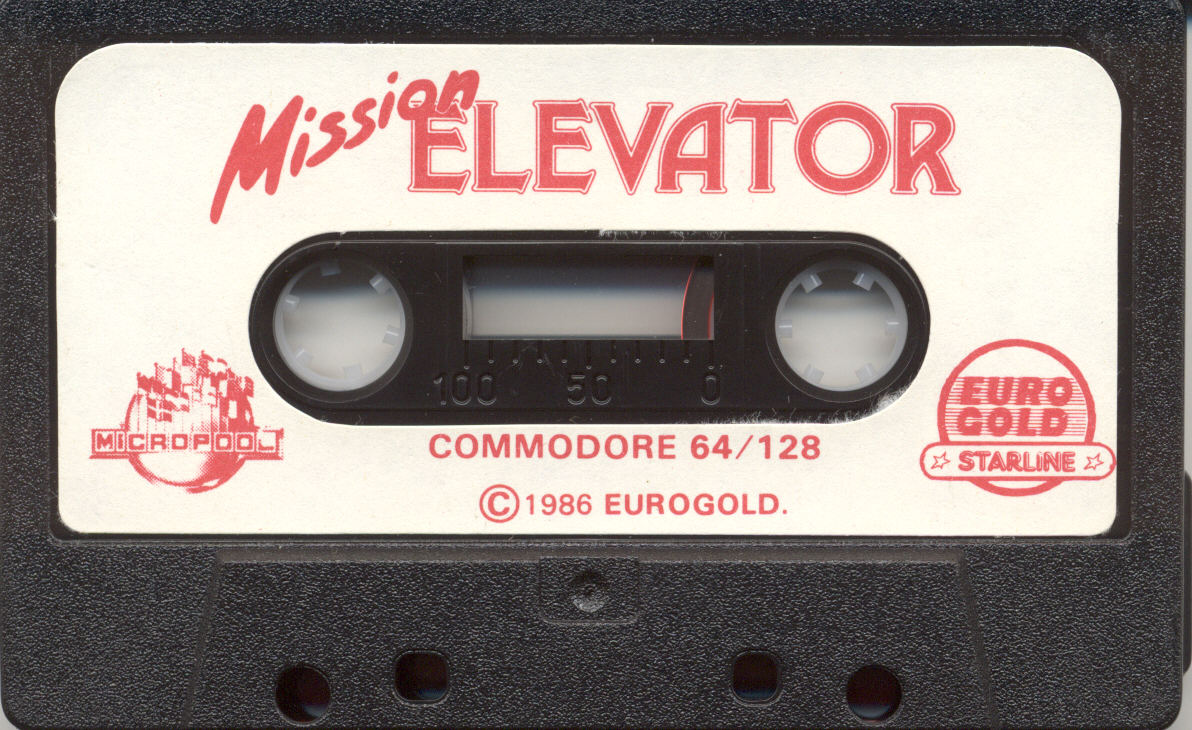 Mission ELEVATOR
100 50 0
MICROPOOL
EURO
GOLD
STARLINE
COMMODORE 64/128
©1986 EUROGOLD.